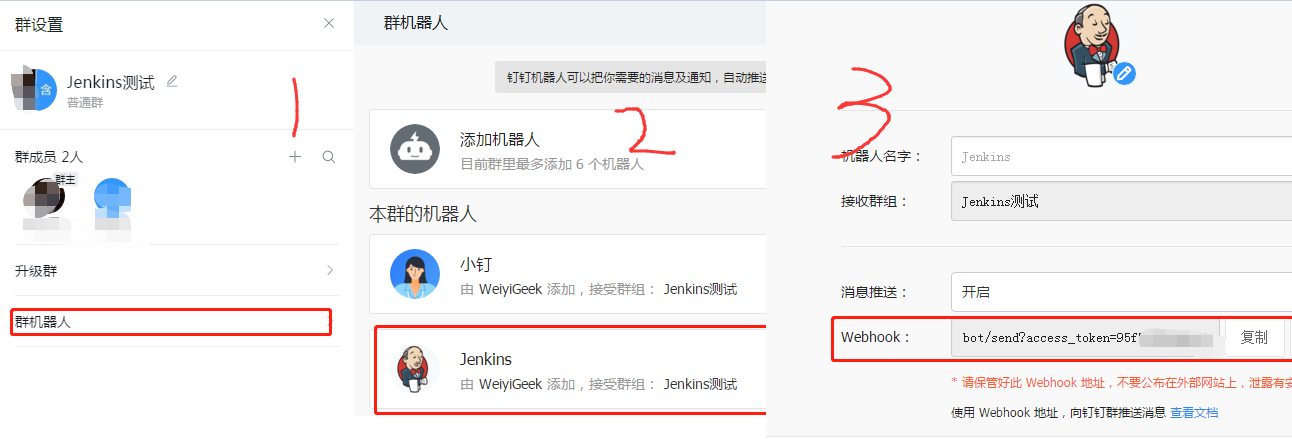 群设置
含
Jenkins测试
普通群
1
群成员 2人
群主
升级群
群机器人
群机器人
钉钉机器人可以把你需要的消息及通知，自动推送
添加机器人
目前群里最多添加 6 个机器人
2
本群的机器人
小钉
由 WeiyiGeek 添加，接受群组： Jenkins测试
Jenkins
由 WeiyiGeek 添加，接受群组： Jenkins测试
3
机器人名字： Jenkins
接收群组： Jenkins测试
消息推送： 开启
Webhook： bot/send?access_token=95f 复制
* 请保管好此 Webhook 地址，不要公布在外部网站上，泄露有安
使用 Webhook 地址，向钉钉群推送消息 查看文档